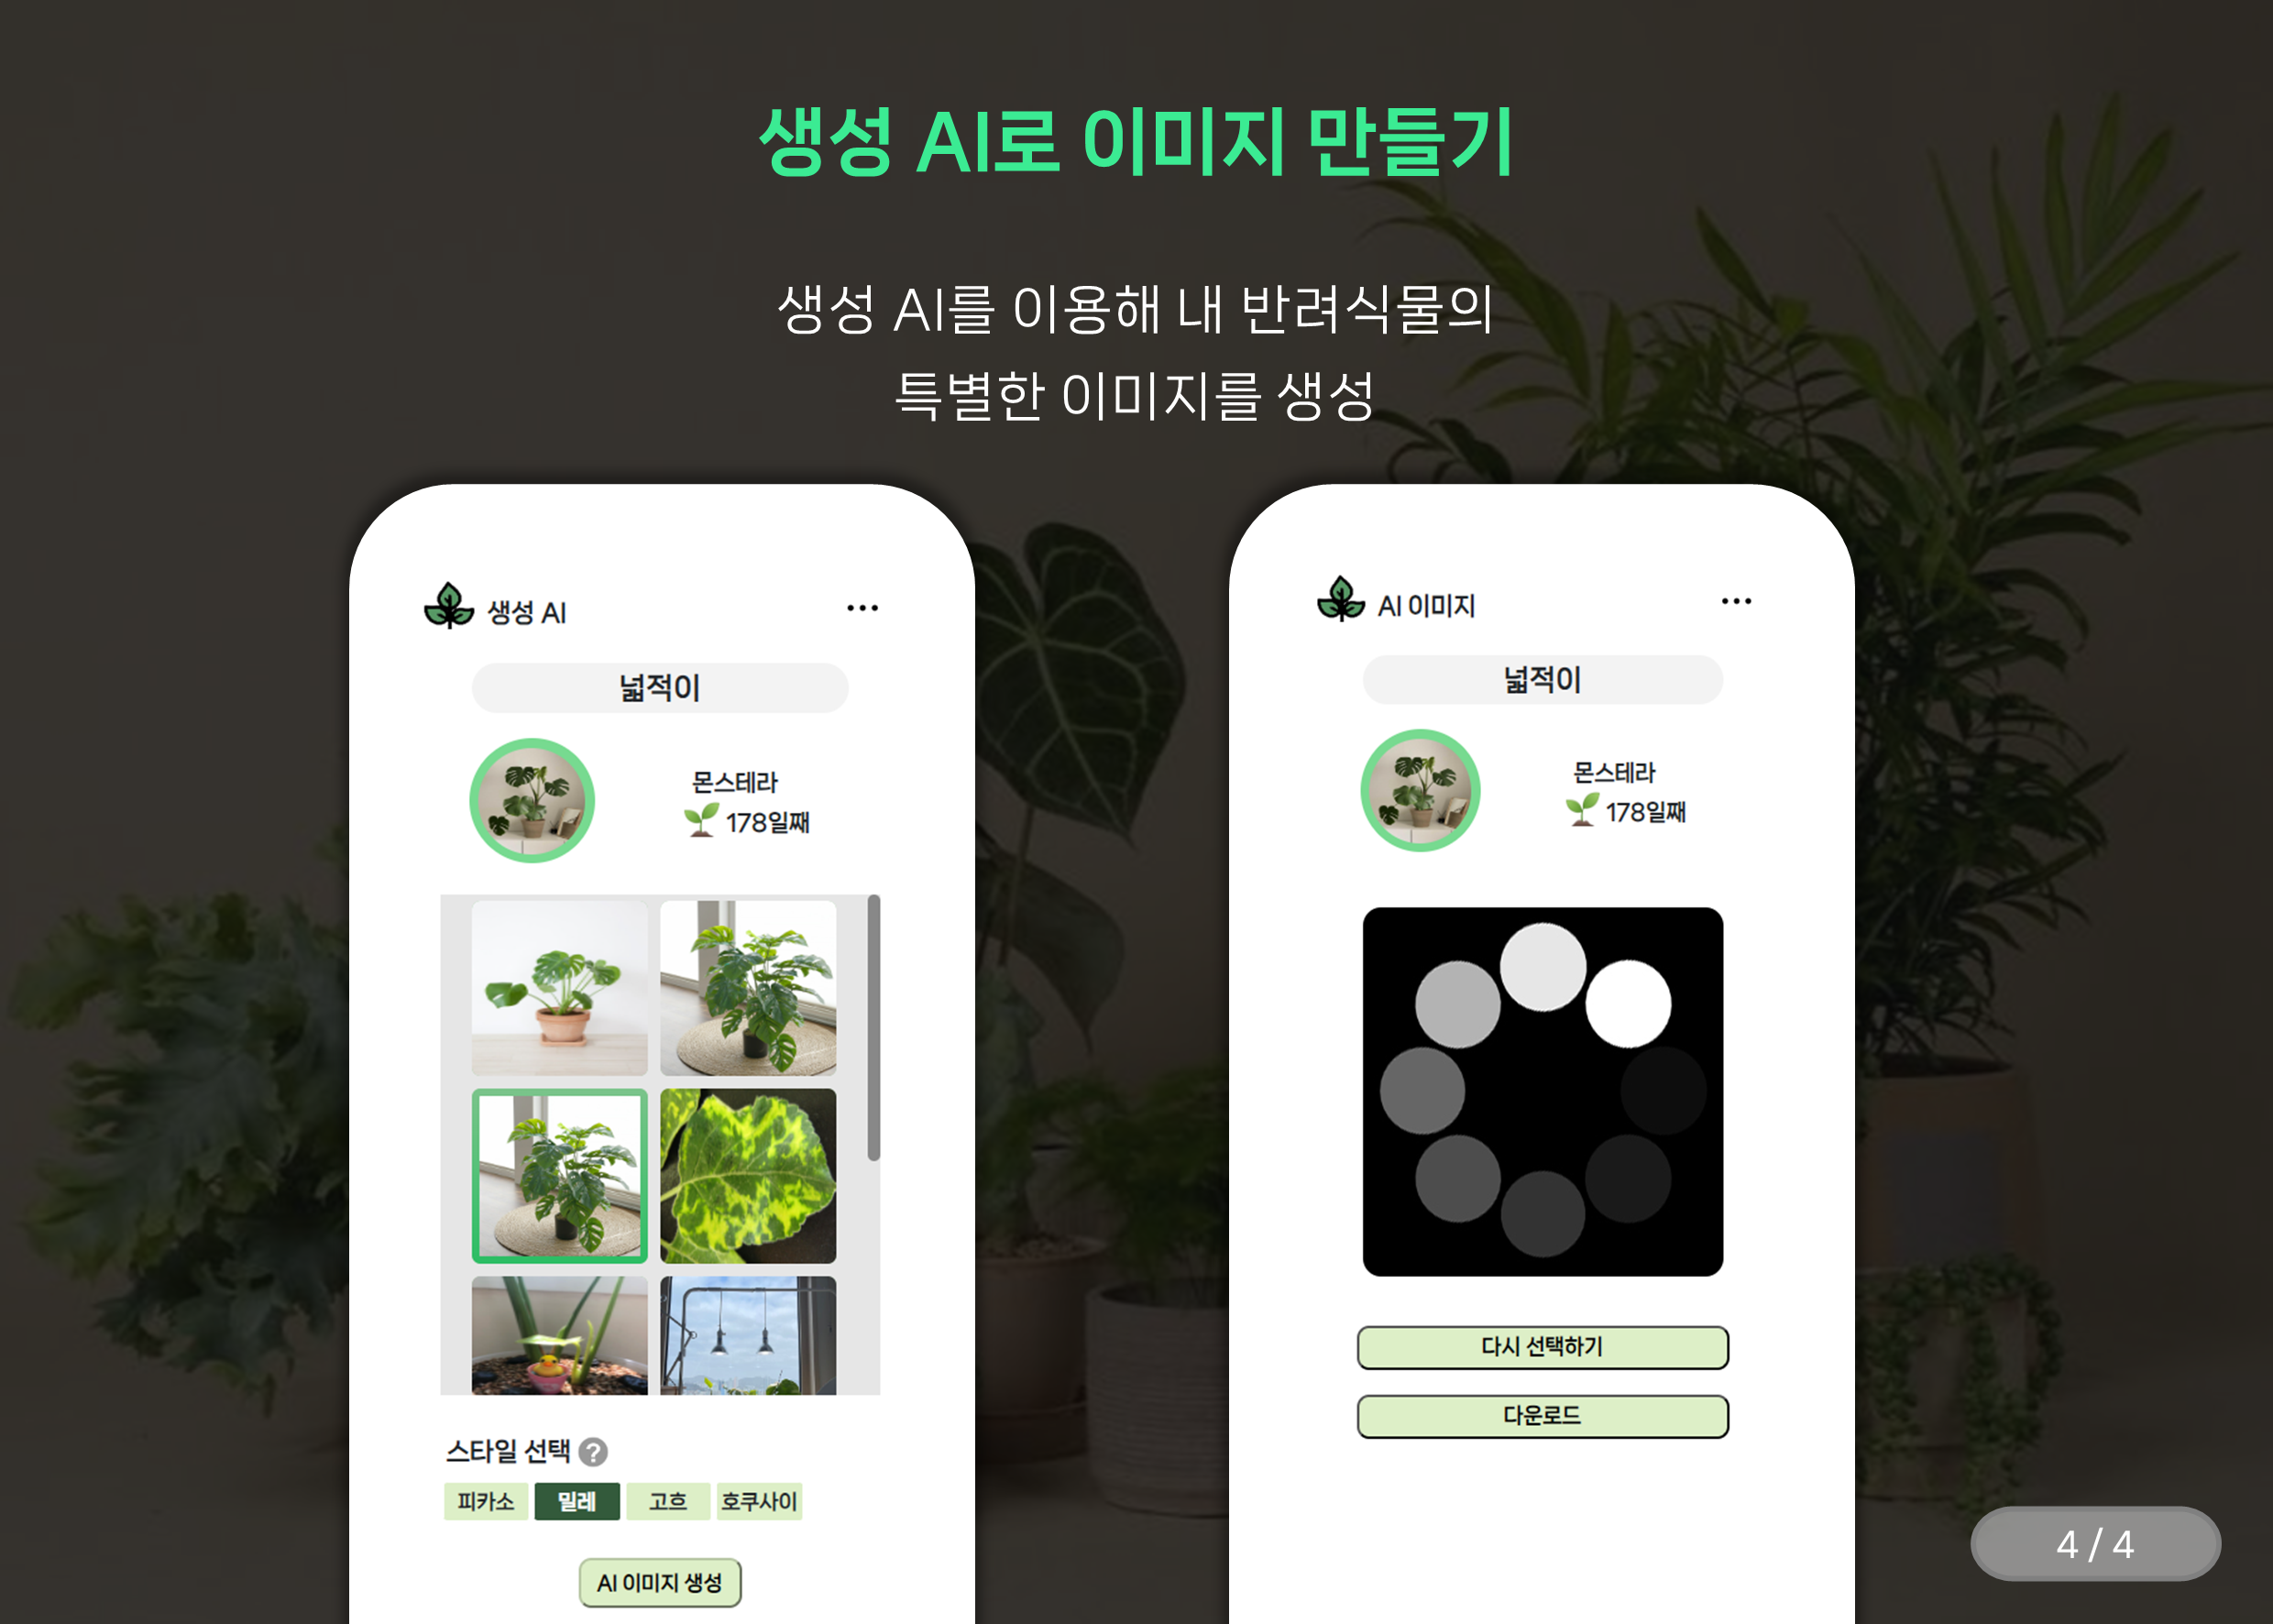 생성 AI로 이미지 만들기
생성 AI를 이용해 내 반려식물의
특별한 이미지를 생성
생성 AI
넓적이
몬스테라
178일째
스타일 선택 ?
피카소 밀레 고흐 호쿠사이
AI 이미지 생성
AI 이미지
넓적이
몬스테라
178일째
다시 선택하기
다운로드
4 / 4